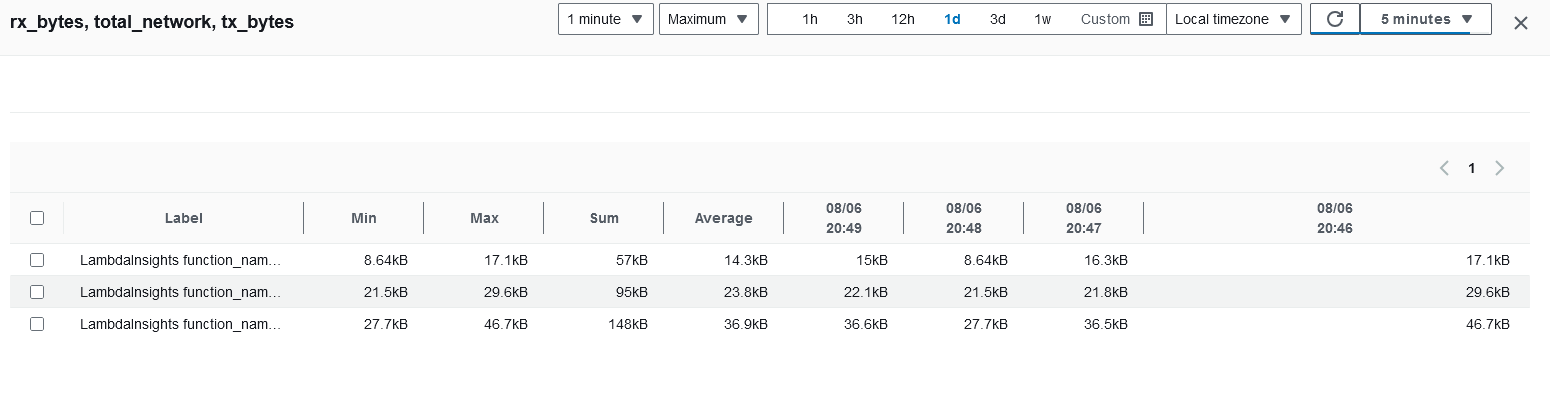 rx_bytes, total_network, tx_bytes 1 minute Maximum 1h 3h 12h 1d 3d 1w Custom Local timezone 5 minutes
1
Label Min Max Sum Average 08/06 20:49 08/06 20:48 08/06 20:47 08/06 20:46
LambdaInsights function_nam... 8.64kB 17.1kB 57kB 14.3kB 15kB 8.64kB 16.3kB 17.1kB
LambdaInsights function_nam... 21.5kB 29.6kB 95kB 23.8kB 22.1kB 21.5kB 21.8kB 29.6kB
LambdaInsights function_nam... 27.7kB 46.7kB 148kB 36.9kB 36.6kB 27.7kB 36.5kB 46.7kB